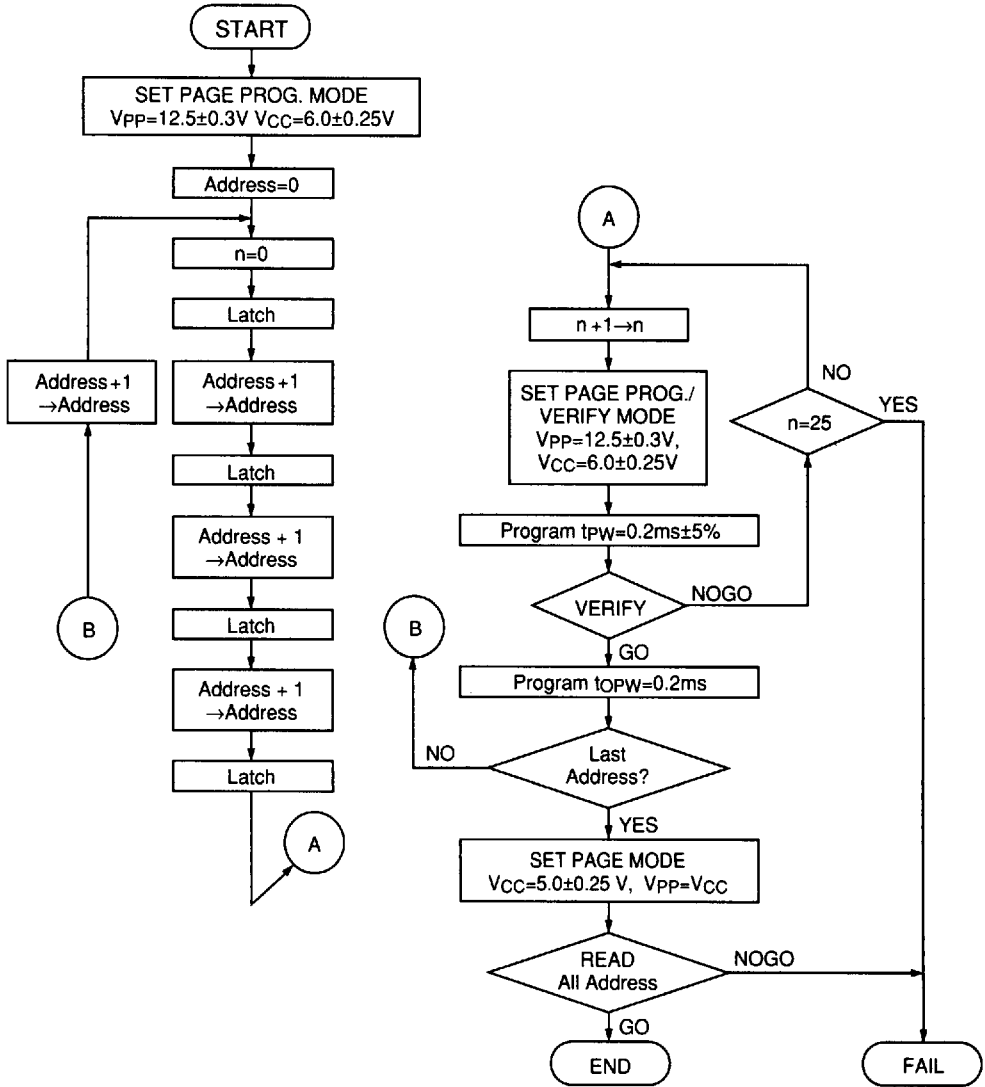 START
SET PAGE PROG. MODE
VPP=12.5±0.3V VCC=6.0±0.25V
Address=0
n=0
Latch
Address+1
→Address
Address+1
→Address
Latch
Address + 1
→Address
B
Latch
Address + 1
→Address
Latch
A
A
n+1→n
SET PAGE PROG./
VERIFY MODE
VPP=12.5±0.3V,
VCC=6.0±0.25V
NO
n=25
YES
Program tPW=0.2ms±5%
VERIFY
NOGO
GO
B
Program tOPW=0.2ms
NO
Last
Address?
YES
SET PAGE MODE
VCC=5.0±0.25 V, VPP=VCC
READ
All Address
NOGO
GO
END
FAIL